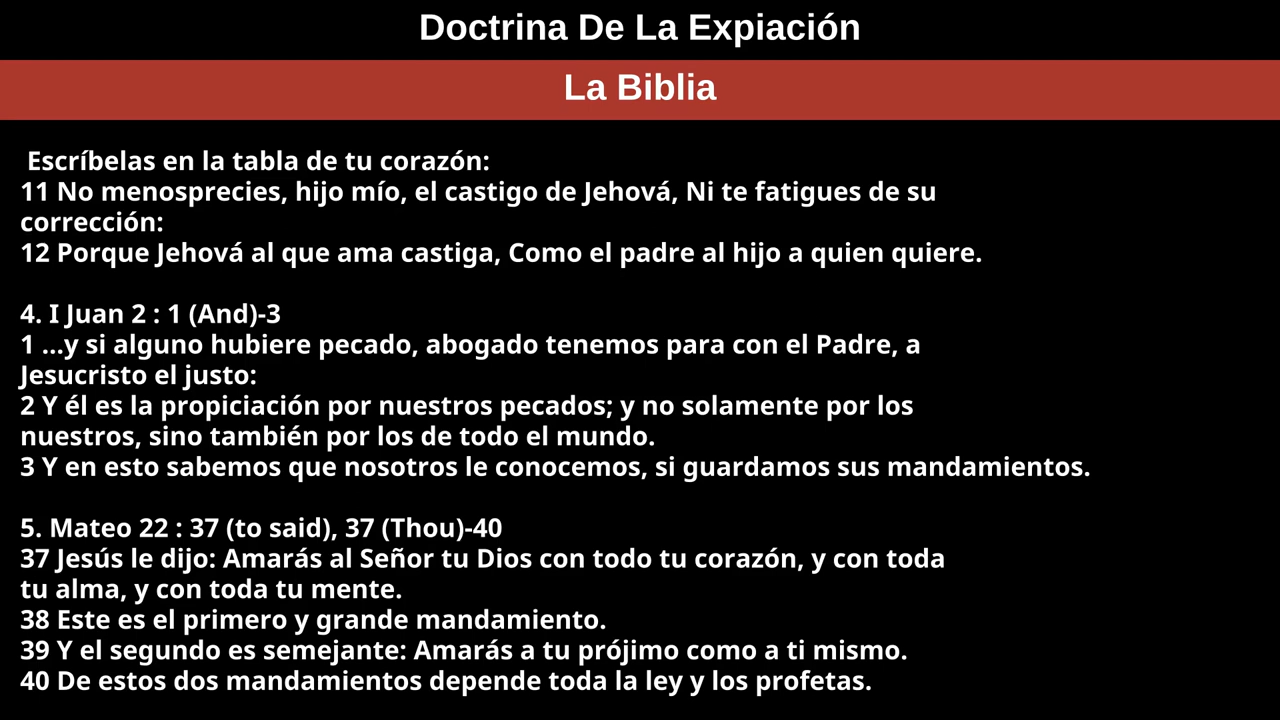 Doctrina De La Expiación
La Biblia
Escríbelas en la tabla de tu corazón:
11 No menosprecies, hijo mío, el castigo de Jehová, Ni te fatigues de su
corrección:
12 Porque Jehová al que ama castiga, Como el padre al hijo a quien quiere.
4. I Juan 2 : 1 (And)-3
1 ...y si alguno hubiere pecado, abogado tenemos para con el Padre, a
Jesucristo el justo:
2 Y él es la propiciación por nuestros pecados; y no solamente por los
nuestros, sino también por los de todo el mundo.
3 Y en esto sabemos que nosotros le conocemos, si guardamos sus mandamientos.
5. Mateo 22 : 37 (to said), 37 (Thou)-40
37 Jesús le dijo: Amarás al Señor tu Dios con todo tu corazón, y con toda
tu alma, y con toda tu mente.
38 Este es el primero y grande mandamiento.
39 Y el segundo es semejante: Amarás a tu prójimo como a ti mismo.
40 De estos dos mandamientos depende toda la ley y los profetas.